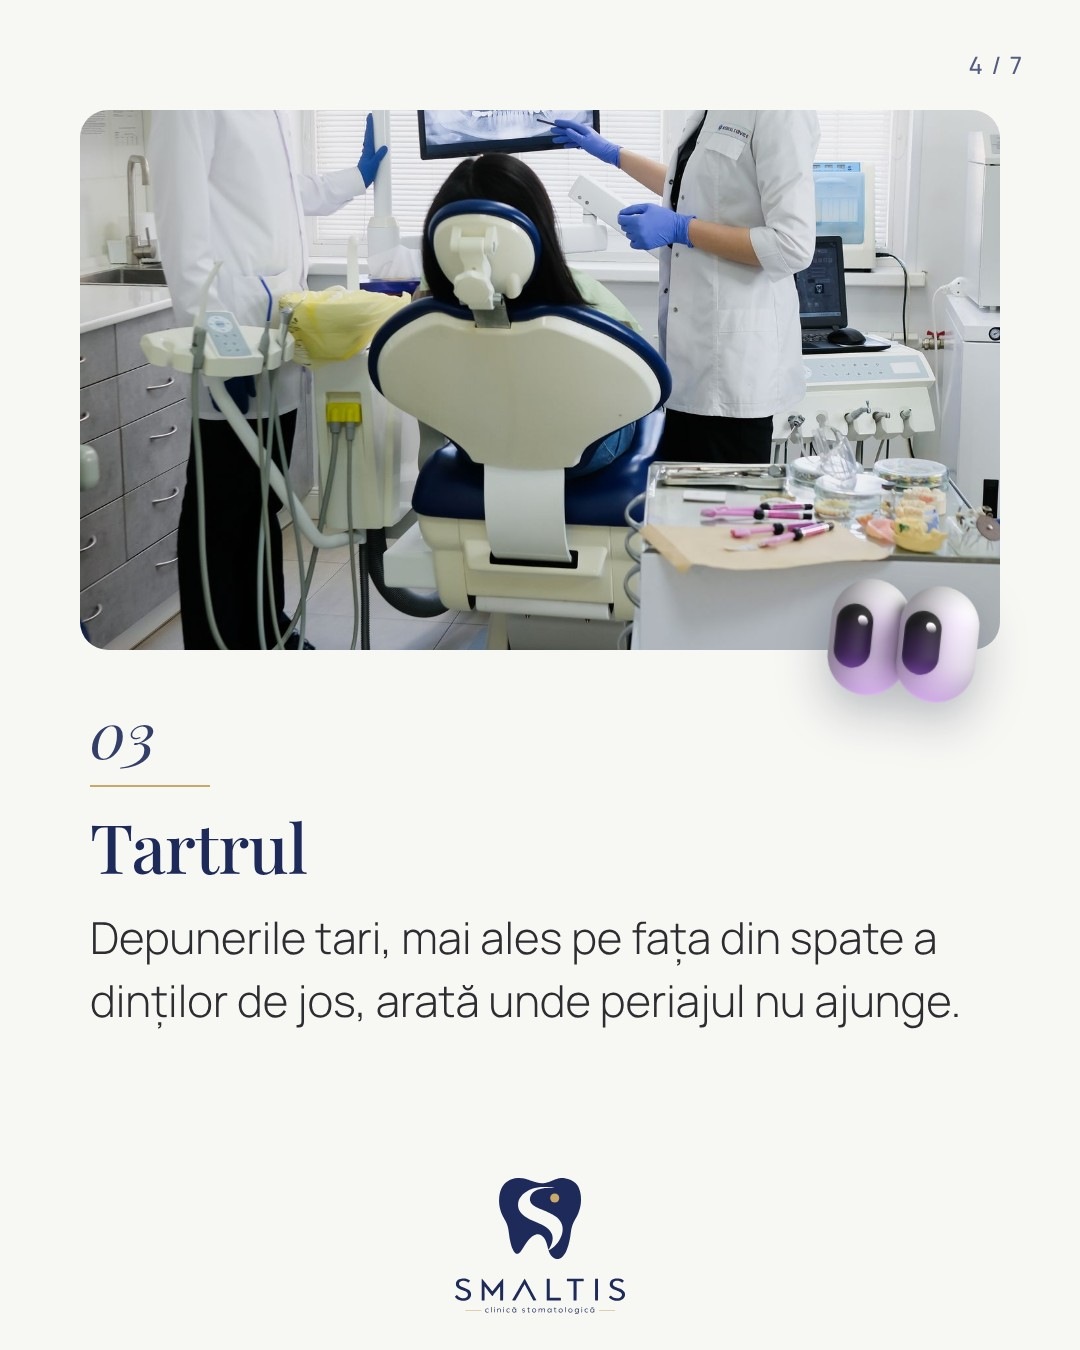 4 / 7
03
Tartrul
Depunerile tari, mai ales pe fața din spate a
dinților de jos, arată unde periajul nu ajunge.
SMALTIS
clinică stomatologică